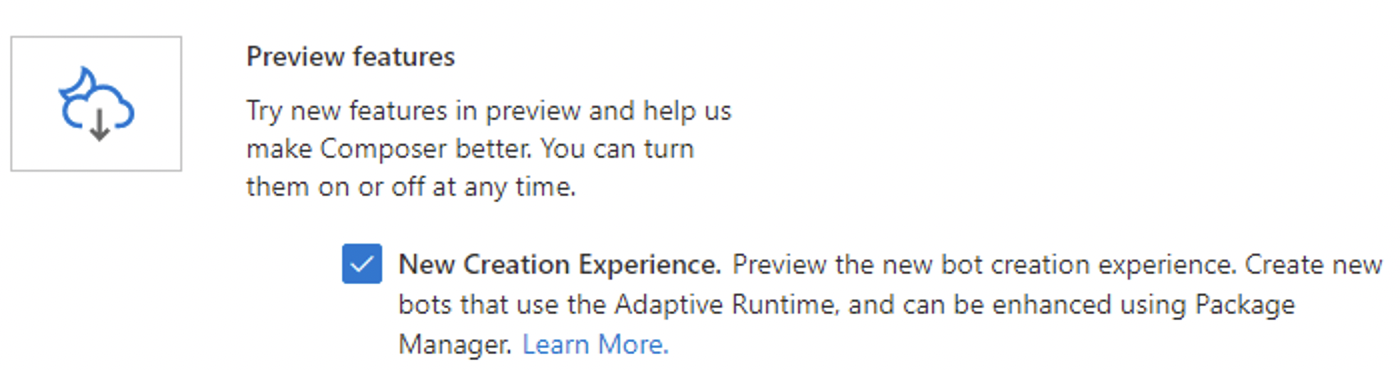 Preview features
Try new features in preview and help us
make Composer better. You can turn
them on or off at any time.
New Creation Experience. Preview the new bot creation experience. Create new
bots that use the Adaptive Runtime, and can be enhanced using Package
Manager. Learn More.